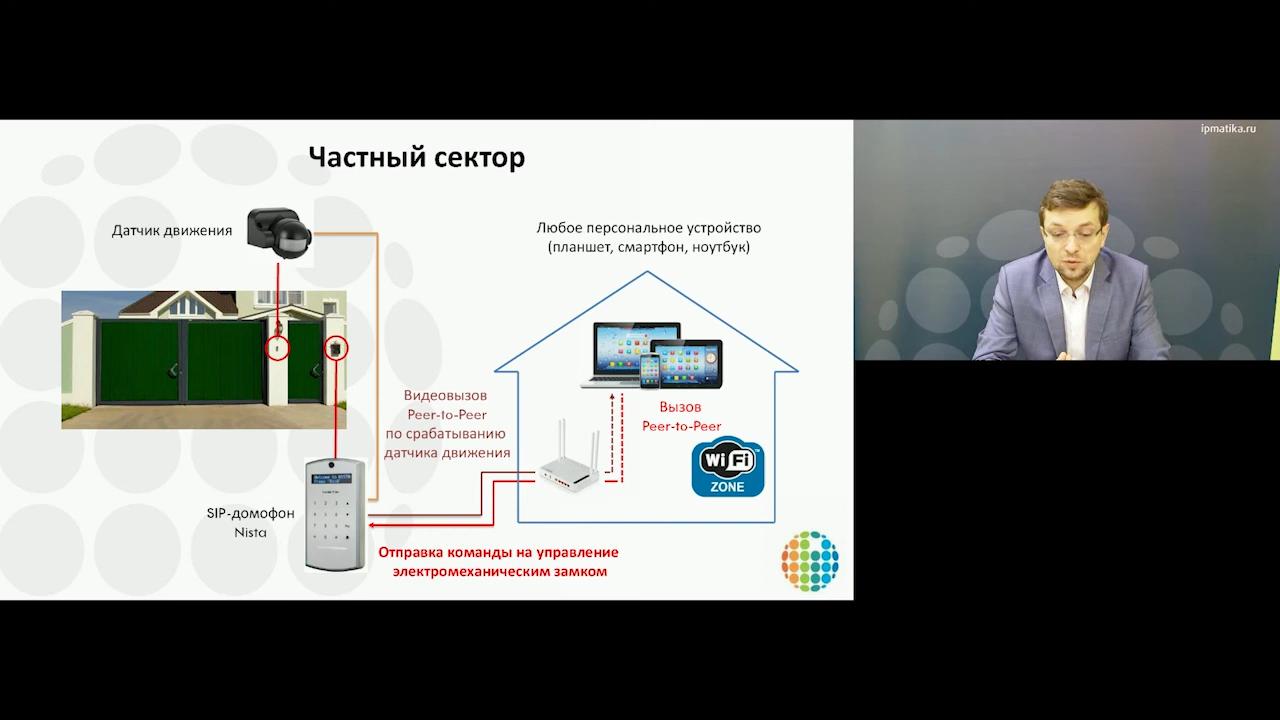 ipmatika.ru
Частный сектор
Датчик движения
Любое персональное устройство
(планшет, смартфон, ноутбук)
Видеовызов
Peer-to-Peer
по срабатыванию
датчика движения
Вызов
Peer-to-Peer
Wi Fi
ZONE
SIP-домофон
Nista
Отправка команды на управление
электромеханическим замком